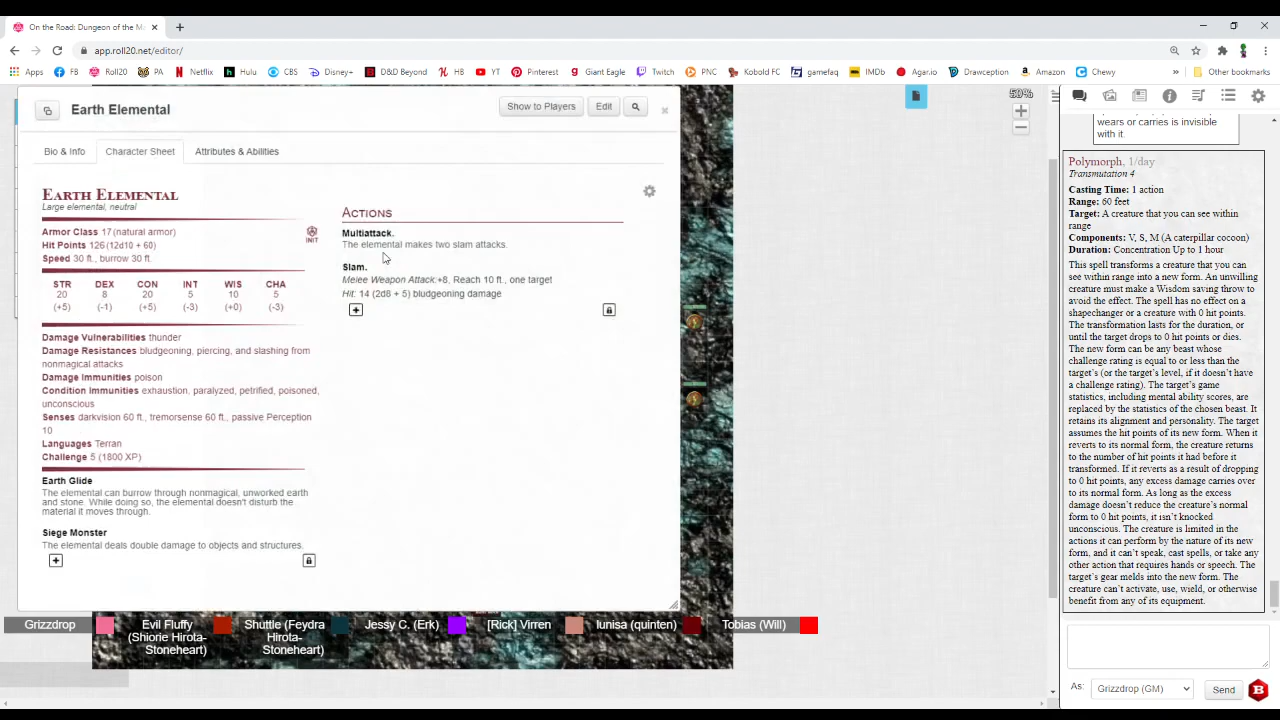 On the Road: Dungeon of the M
app.roll20.net/editor/
Apps FB Roll20 PA Netflix Hulu CBS Disney+ D&D Beyond HB YT Pinterest Giant Eagle Twitch PNC Kobold FC gamefaq IMDb Agar.io Drawception Amazon Chewy » Other bookmarks
Earth Elemental
Show to Players Edit
Bio & Info Character Sheet Attributes & Abilities
Earth Elemental
Large elemental, neutral
Armor Class 17 (natural armor)
Hit Points 126 (12d10 + 60)
Speed 30 ft., burrow 30 ft.
INIT
STR DEX CON INT WIS CHA
20 8 20 5 10 5
(+5) (-1) (+5) (-3) (+0) (-3)
Damage Vulnerabilities thunder
Damage Resistances bludgeoning, piercing, and slashing from
nonmagical attacks
Damage Immunities poison
Condition Immunities exhaustion, paralyzed, petrified, poisoned,
unconscious
Senses darkvision 60 ft., tremorsense 60 ft., passive Perception
10
Languages Terran
Challenge 5 (1800 XP)
Earth Glide
The elemental can burrow through nonmagical, unworked earth
and stone. While doing so, the elemental doesn't disturb the
material it moves through.
Siege Monster
The elemental deals double damage to objects and structures.
Actions
Multiattack.
The elemental makes two slam attacks.
Slam.
Melee Weapon Attack:+8, Reach 10 ft., one target
Hit: 14 (2d8 + 5) bludgeoning damage
50%
Grizzdrop
Evil Fluffy
(Shiorie Hirota-
Stoneheart)
Shuttle (Feydra
Hirota-
Stoneheart)
Jessy C. (Erk)
[Rick] Virren
Iunisa (quinten)
Tobias (Will)
wears or carries is invisible
with it.
Polymorph, 1/day
Transmutation 4
Casting Time: 1 action
Range: 60 feet
Target: A creature that you can see within
range
Components: V, S, M (A caterpillar cocoon)
Duration: Concentration Up to 1 hour
This spell transforms a creature that you can
see within range into a new form. An unwilling
creature must make a Wisdom saving throw to
avoid the effect. The spell has no effect on a
shapechanger or a creature with 0 hit points.
The transformation lasts for the duration, or
until the target drops to 0 hit points or dies.
The new form can be any beast whose
challenge rating is equal to or less than the
target's (or the target's level, if it doesn't have
a challenge rating). The target's game
statistics, including mental ability scores, are
replaced by the statistics of the chosen beast. It
retains its alignment and personality. The target
assumes the hit points of its new form. When it
reverts to its normal form, the creature returns
to the number of hit points it had before it
transformed. If it reverts as a result of dropping
to 0 hit points, any excess damage carries over
to its normal form. As long as the excess
damage doesn't reduce the creature's normal
form to 0 hit points, it isn't knocked
unconscious. The creature is limited in the
actions it can perform by the nature of its new
form, and it can't speak, cast spells, or take any
other action that requires hands or speech. The
target's gear melds into the new form. The
creature can't activate, use, wield, or otherwise
benefit from any of its equipment.
As: Grizzdrop (GM) Send